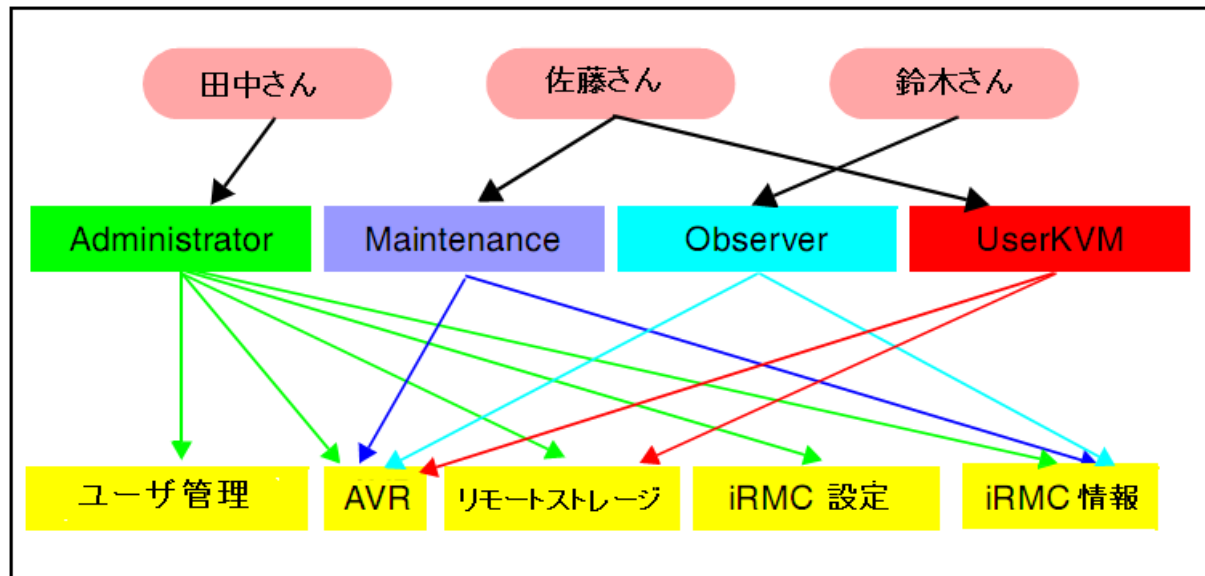 田中さん
佐藤さん
鈴木さん
Administrator
Maintenance
Observer
UserKVM
ユーザ管理
AVR
リモートストレージ
iRMC 設定
iRMC 情報